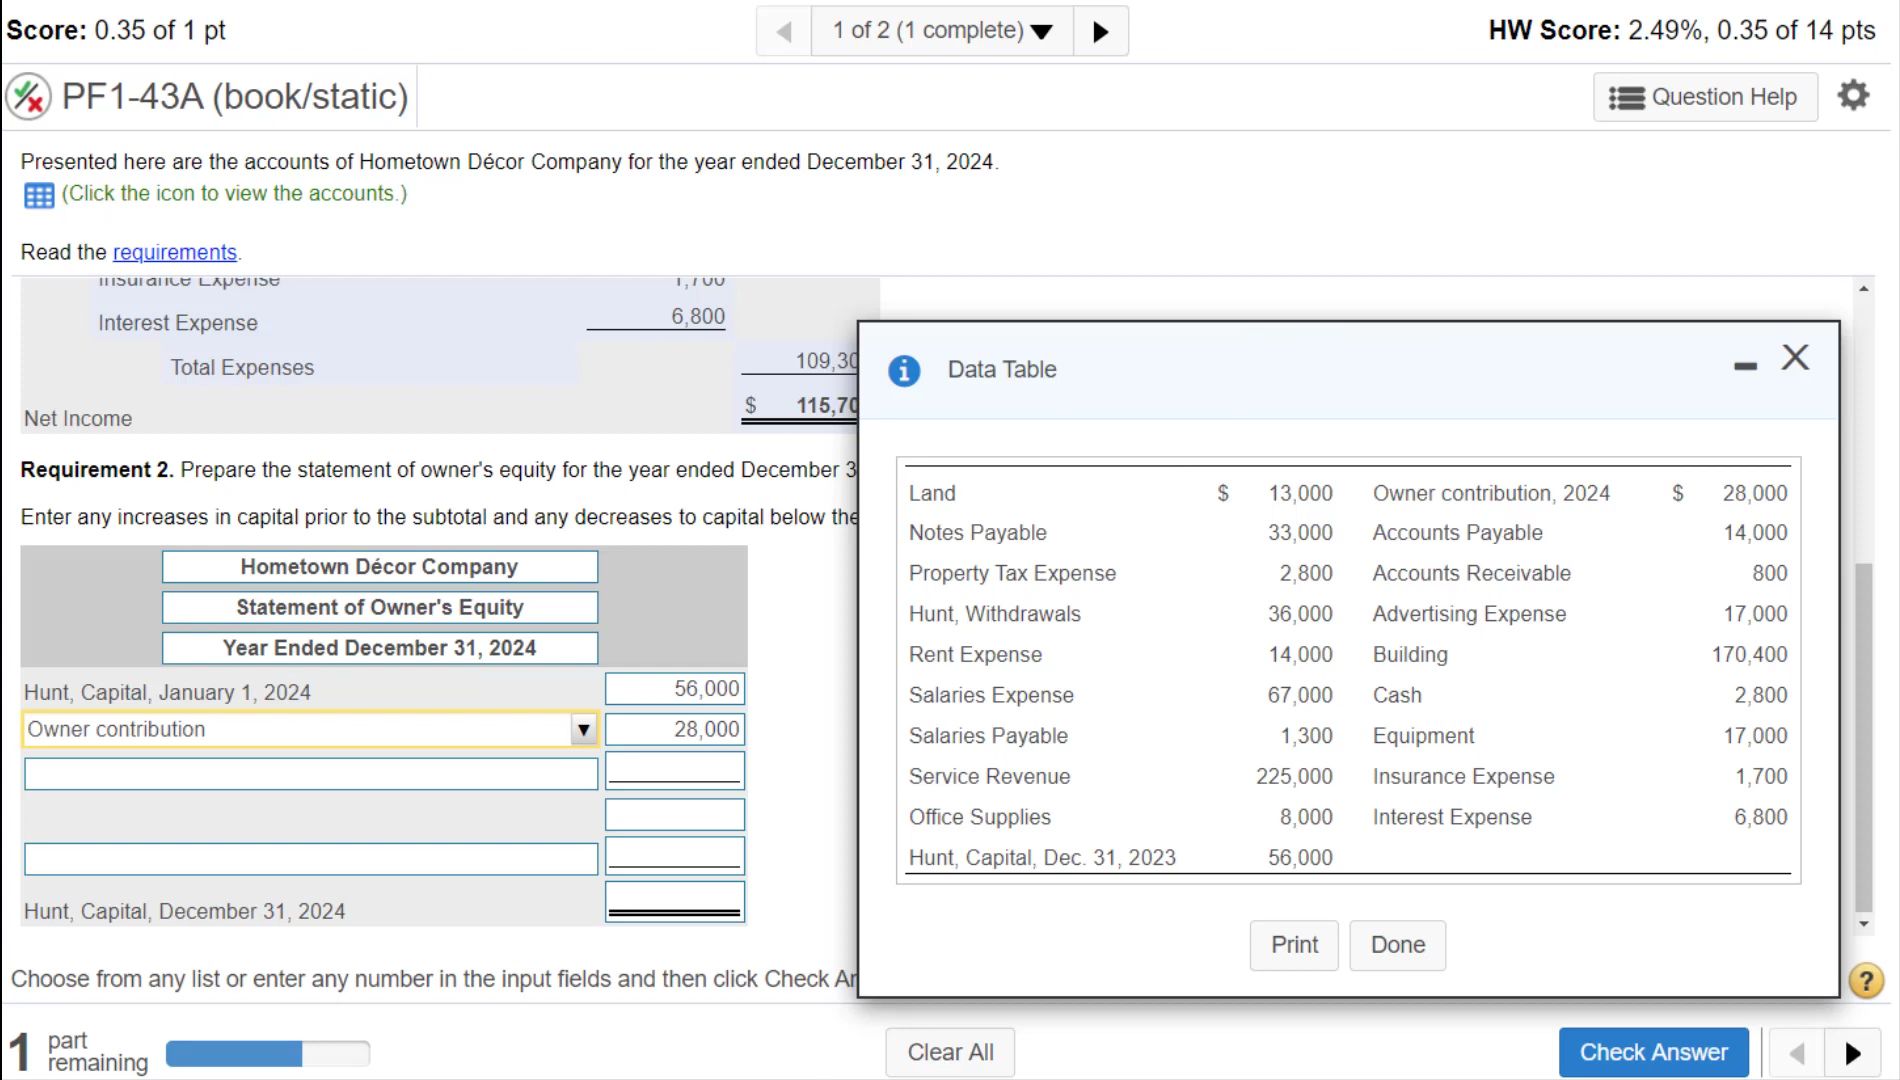 Score: 0.35 of 1 pt
1 of 2 (1 complete)
HW Score: 2.49%, 0.35 of 14 pts
PF1-43A (book/static)
Question Help
Presented here are the accounts of Hometown Décor Company for the year ended December 31, 2024.
(Click the icon to view the accounts.)
Read the requirements.
Insurance Expense 1,700
Interest Expense 6,800
Total Expenses 109,30
Net Income $ 115,70
Requirement 2. Prepare the statement of owner's equity for the year ended December 3
Enter any increases in capital prior to the subtotal and any decreases to capital below the
Hometown Décor Company
Statement of Owner's Equity
Year Ended December 31, 2024
Hunt, Capital, January 1, 2024 56,000
Owner contribution 28,000
Hunt, Capital, December 31, 2024
Data Table
Land $ 13,000 Owner contribution, 2024 $ 28,000
Notes Payable 33,000 Accounts Payable 14,000
Property Tax Expense 2,800 Accounts Receivable 800
Hunt, Withdrawals 36,000 Advertising Expense 17,000
Rent Expense 14,000 Building 170,400
Salaries Expense 67,000 Cash 2,800
Salaries Payable 1,300 Equipment 17,000
Service Revenue 225,000 Insurance Expense 1,700
Office Supplies 8,000 Interest Expense 6,800
Hunt, Capital, Dec. 31, 2023 56,000
Print Done
Choose from any list or enter any number in the input fields and then click Check
?
1 part remaining
Clear All
Check Answer